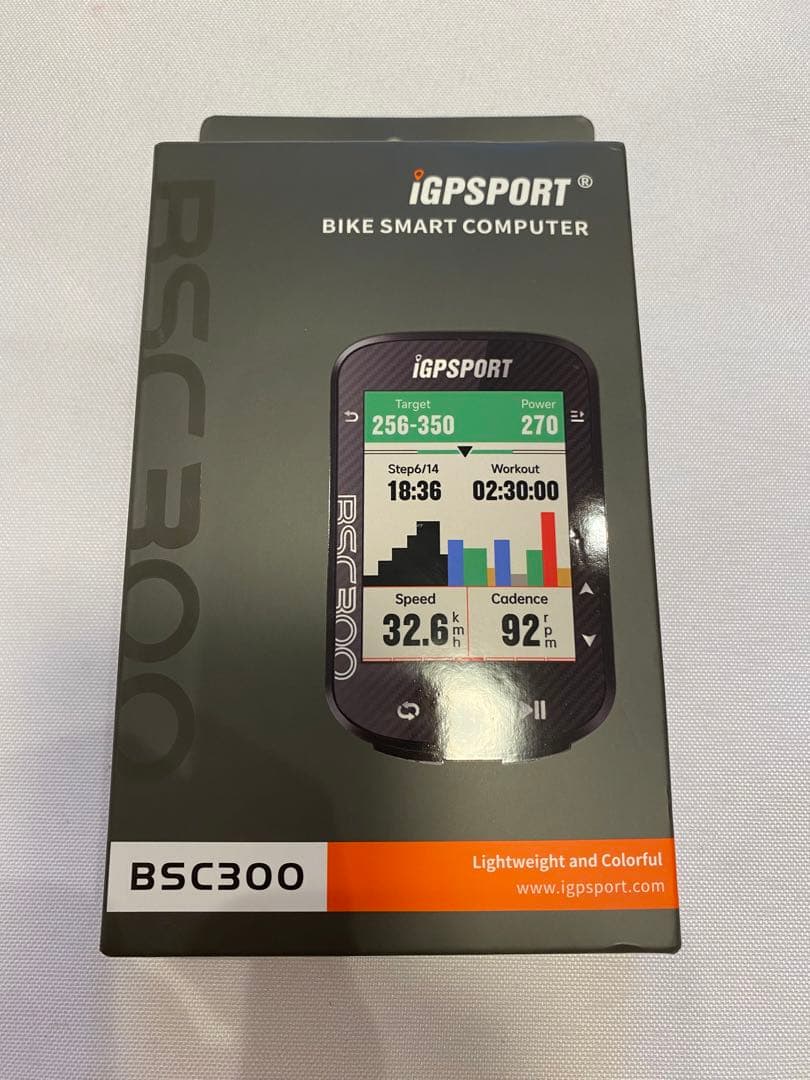 iGPSPORT®
BIKE SMART COMPUTER
BSC300
iGPSPORT
Target Power
256-350 270
Step6/14 Workout
18:36 02:30:00
BSC300
Speed Cadence
32.6 kmh 92 rpm
BSC300
Lightweight and Colorful
www.igpsport.com